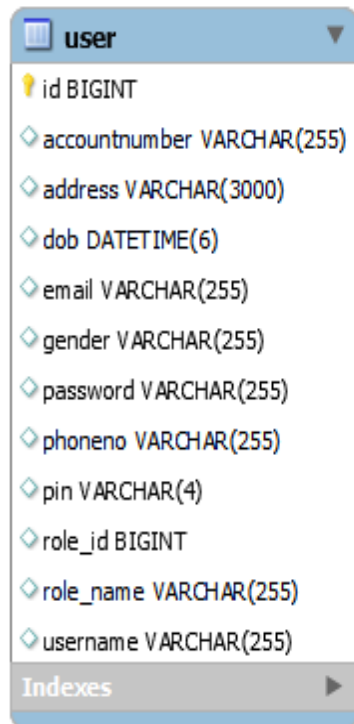 user
id BIGINT
accountnumber VARCHAR(255)
address VARCHAR(3000)
dob DATETIME(6)
email VARCHAR(255)
gender VARCHAR(255)
password VARCHAR(255)
phoneno VARCHAR(255)
pin VARCHAR(4)
role_id BIGINT
role_name VARCHAR(255)
username VARCHAR(255)
Indexes